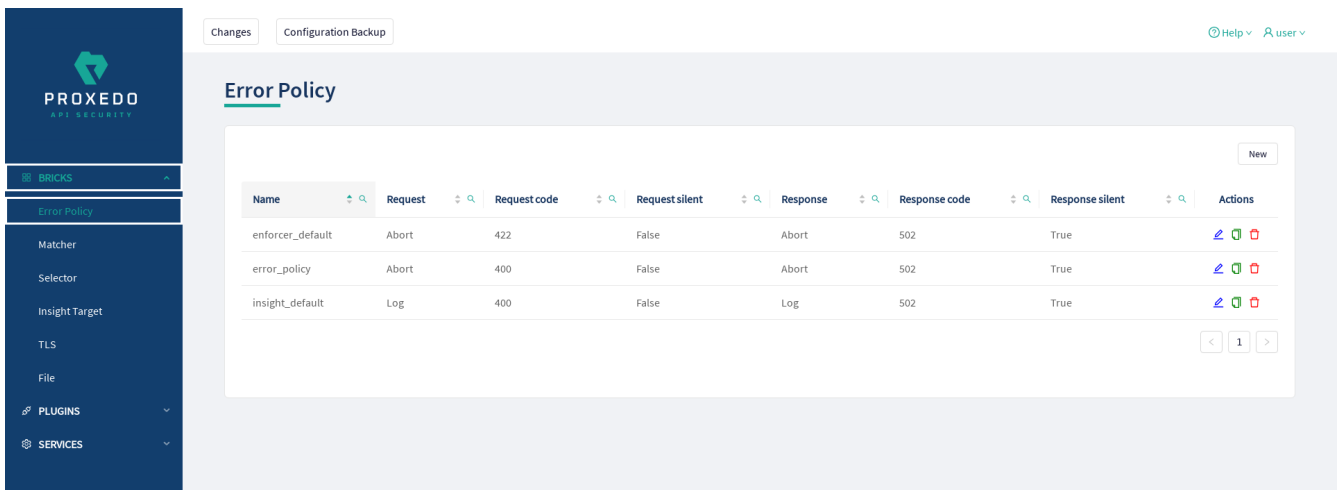 Changes Configuration Backup Help user
PROXEDO
API SECURITY
Error Policy
New
BRICKS
Error Policy
Matcher
Selector
Insight Target
TLS
File
PLUGINS
SERVICES
Name Request Request code Request silent Response Response code Response silent Actions
enforcer_default Abort 422 False Abort 502 True
error_policy Abort 400 False Abort 502 True
insight_default Log 400 False Log 502 True
< 1 >